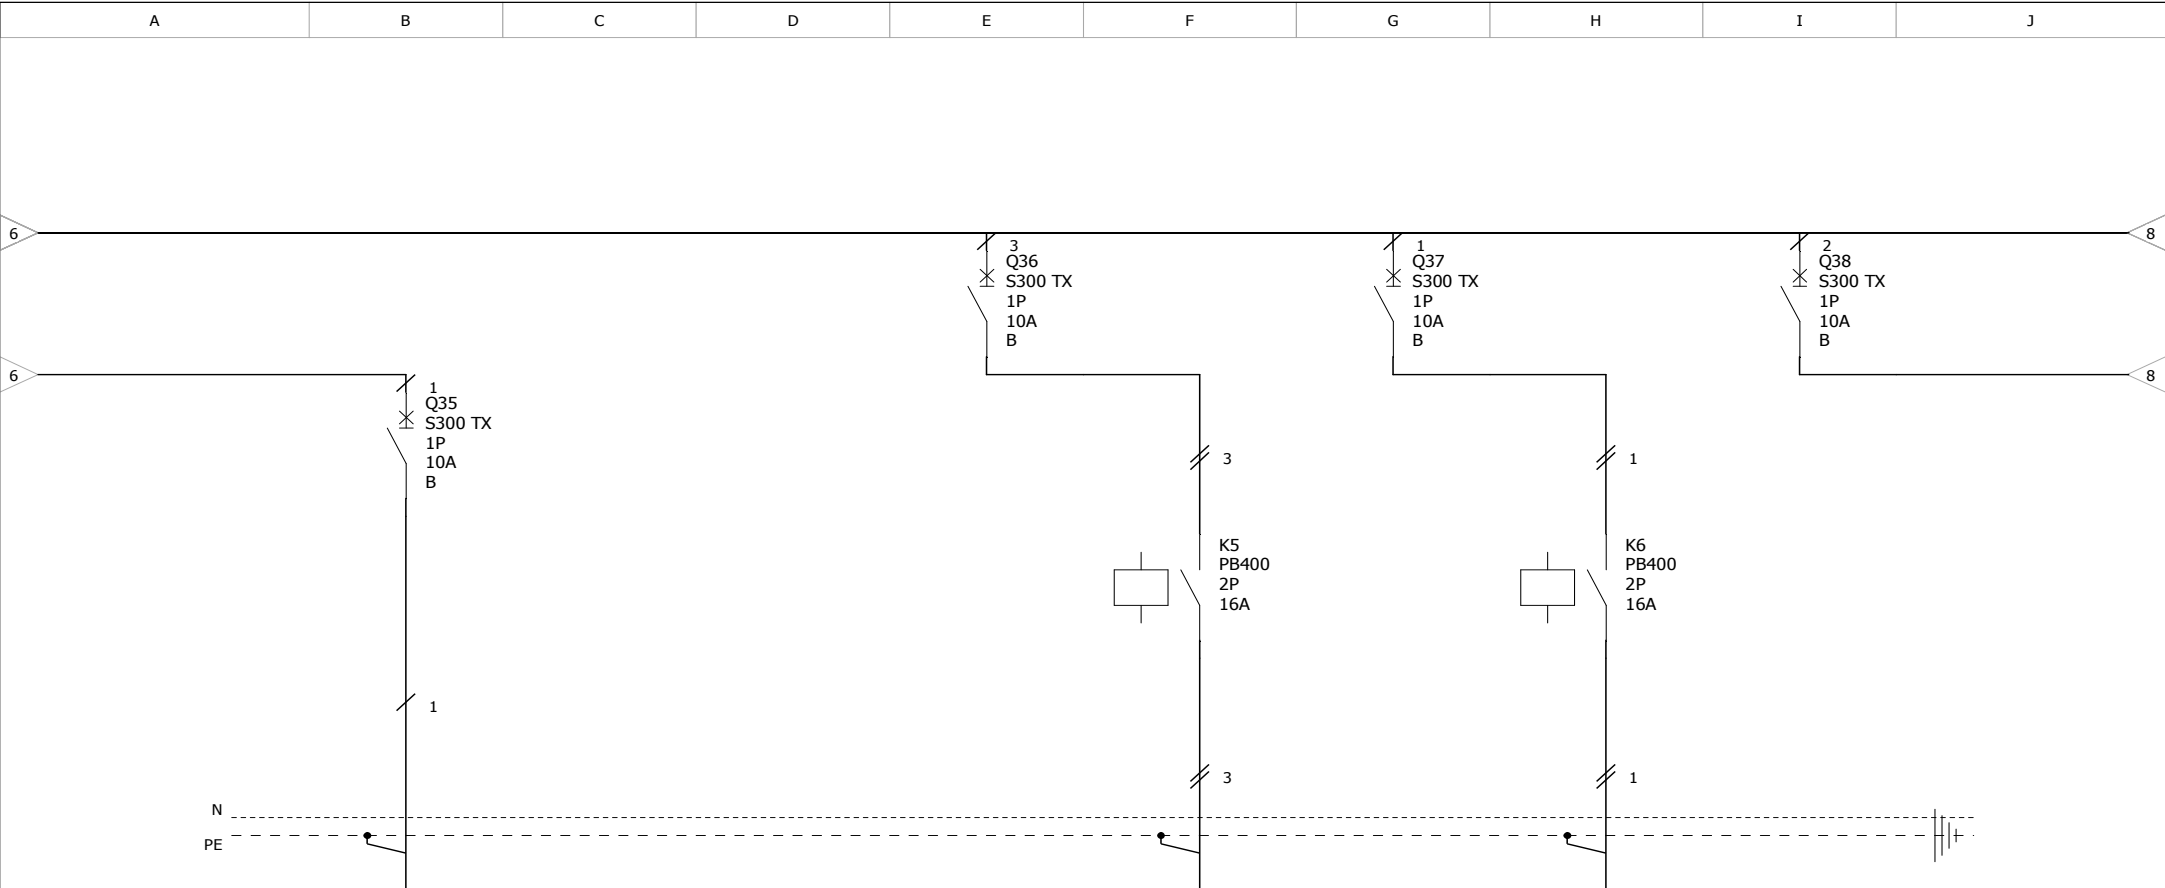 A B C D E F G H I J
6
8
3
Q36
S300 TX
1P
10A
B
1
Q37
S300 TX
1P
10A
B
2
Q38
S300 TX
1P
10A
B
6
8
1
Q35
S300 TX
1P
10A
B
3
1
K5
PB400
2P
16A
K6
PB400
2P
16A
1
3
1
N
PE